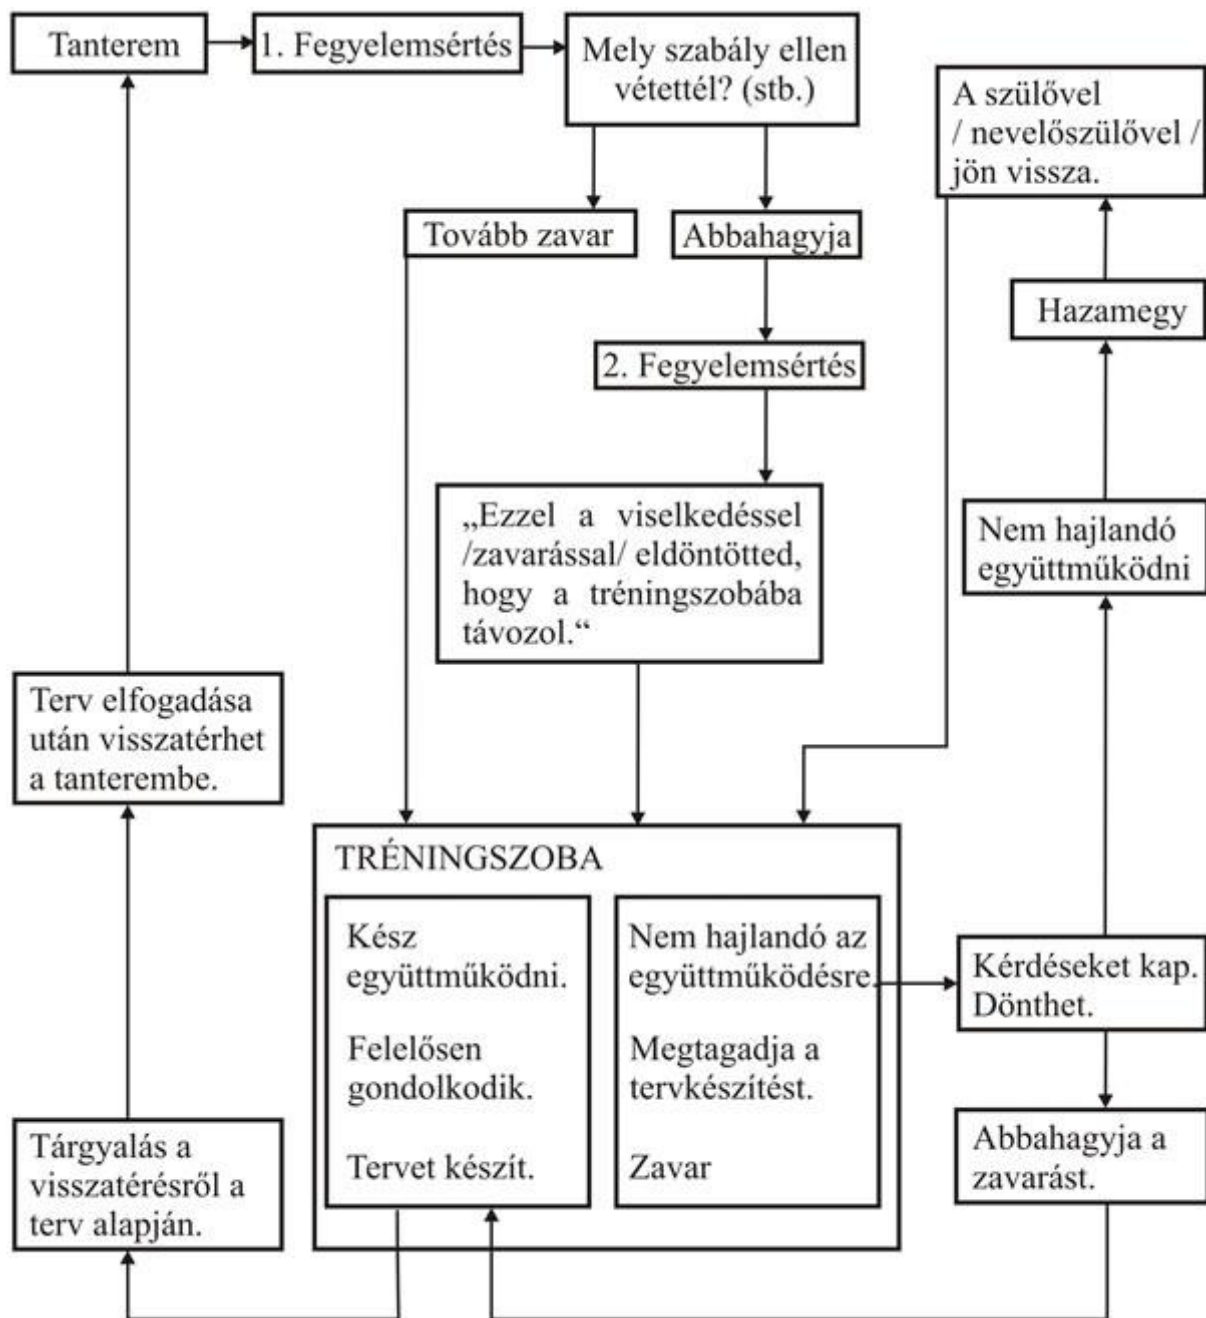 Tanterem
1. Fegyelemsértés
Mely szabály ellen
vétettél? (stb.)
A szülővel
/ nevelőszülővel /
jön vissza.
Tovább zavar
Abbahagyja
Hazamegy
2. Fegyelemsértés
„Ezzel a viselkedéssel
/zavarással/ eldöntötted,
hogy a tréningszobába
távozol.“
Nem hajlandó
együttműködni
Terv elfogadása
után visszatérhet
a tanterembe.
TRÉNINGSZOBA
Kész
együttműködni.
Felelősen
gondolkodik.
Tervet készít.
Nem hajlandó az
együttműködésre.
Megtagadja a
tervkészítést.
Zavar
Kérdéseket kap.
Dönthet.
Abbahagyja a
zavarást.
Tárgyalás a
visszatérésről a
terv alapján.